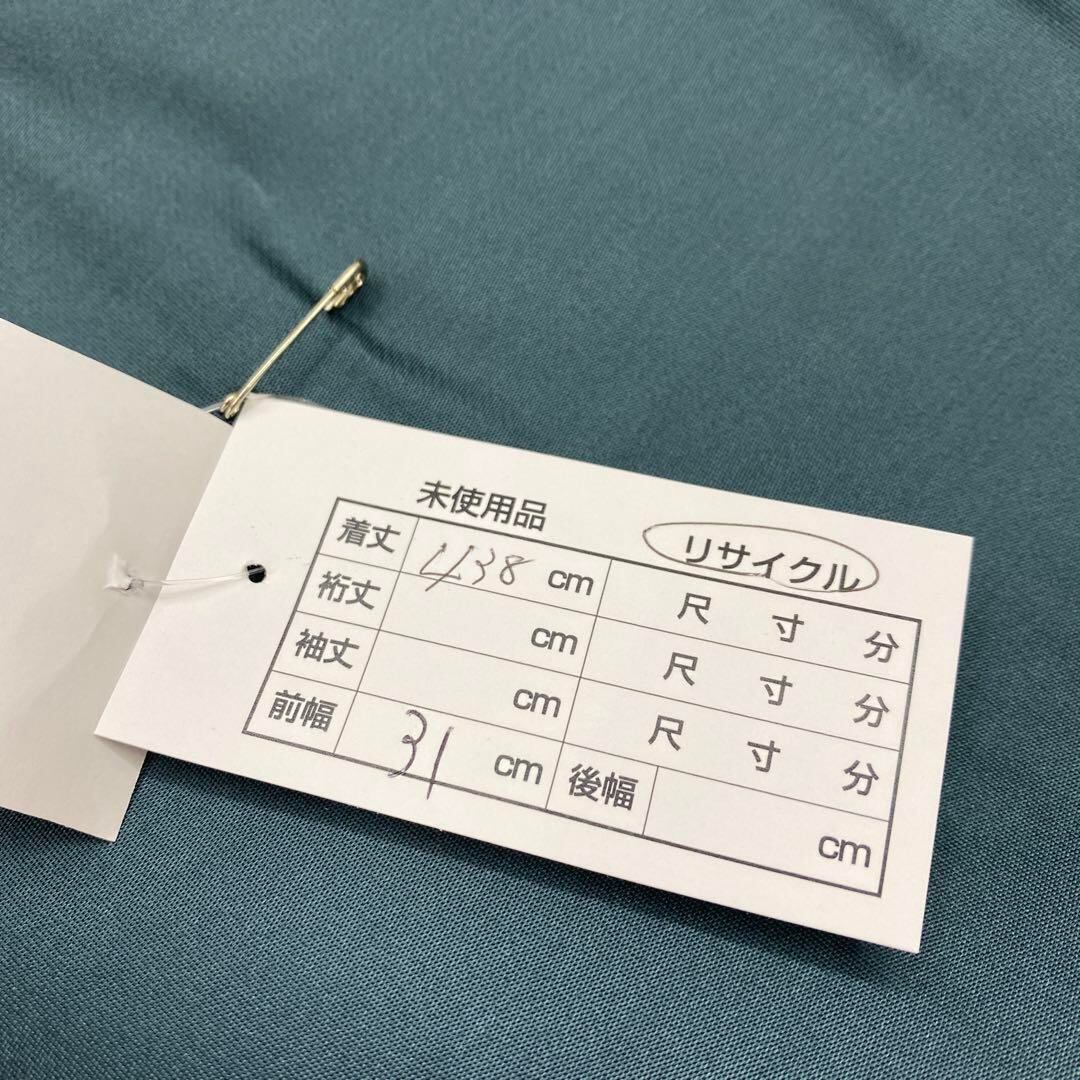 未使用品 リサイクル
着丈 438 cm 尺 寸 分
裄丈 cm 尺 寸 分
袖丈 cm 尺 寸 分
前幅 31 cm 後幅 cm